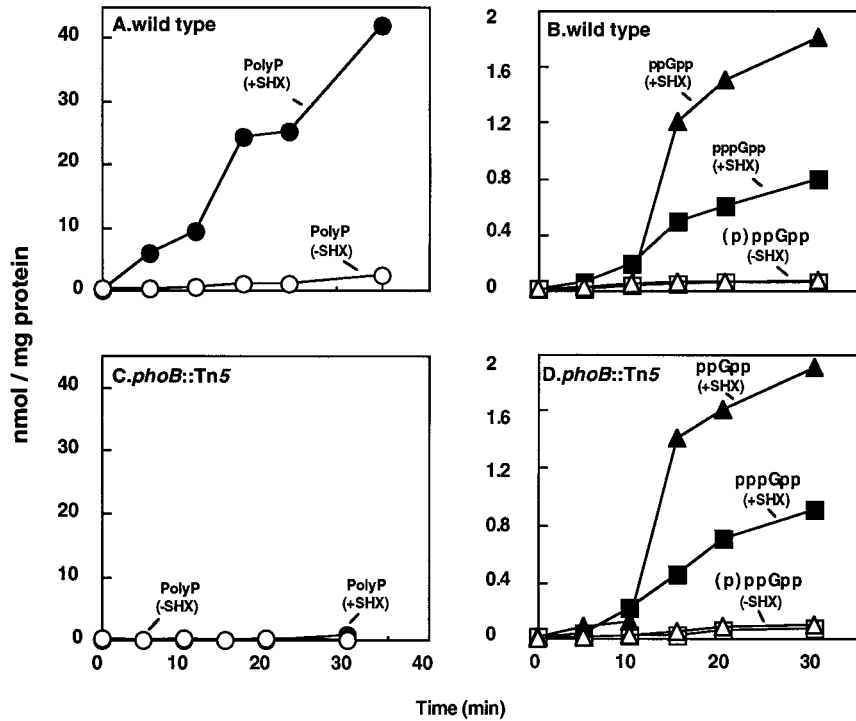 A.wild type
40
30
20
10
0
PolyP
(+SHX)
PolyP
(-SHX)
B.wild type
2
1.6
1.2
0.8
0.4
0
ppGpp
(+SHX)
pppGpp
(+SHX)
(p)ppGpp
(-SHX)
nmol / mg protein
C.phoB::Tn5
40
30
20
10
0
PolyP
(-SHX)
PolyP
(+SHX)
0 10 20 30 40
D.phoB::Tn5
2
1.6
1.2
0.8
0.4
0
ppGpp
(+SHX)
pppGpp
(+SHX)
(p)ppGpp
(-SHX)
0 10 20 30
Time (min)